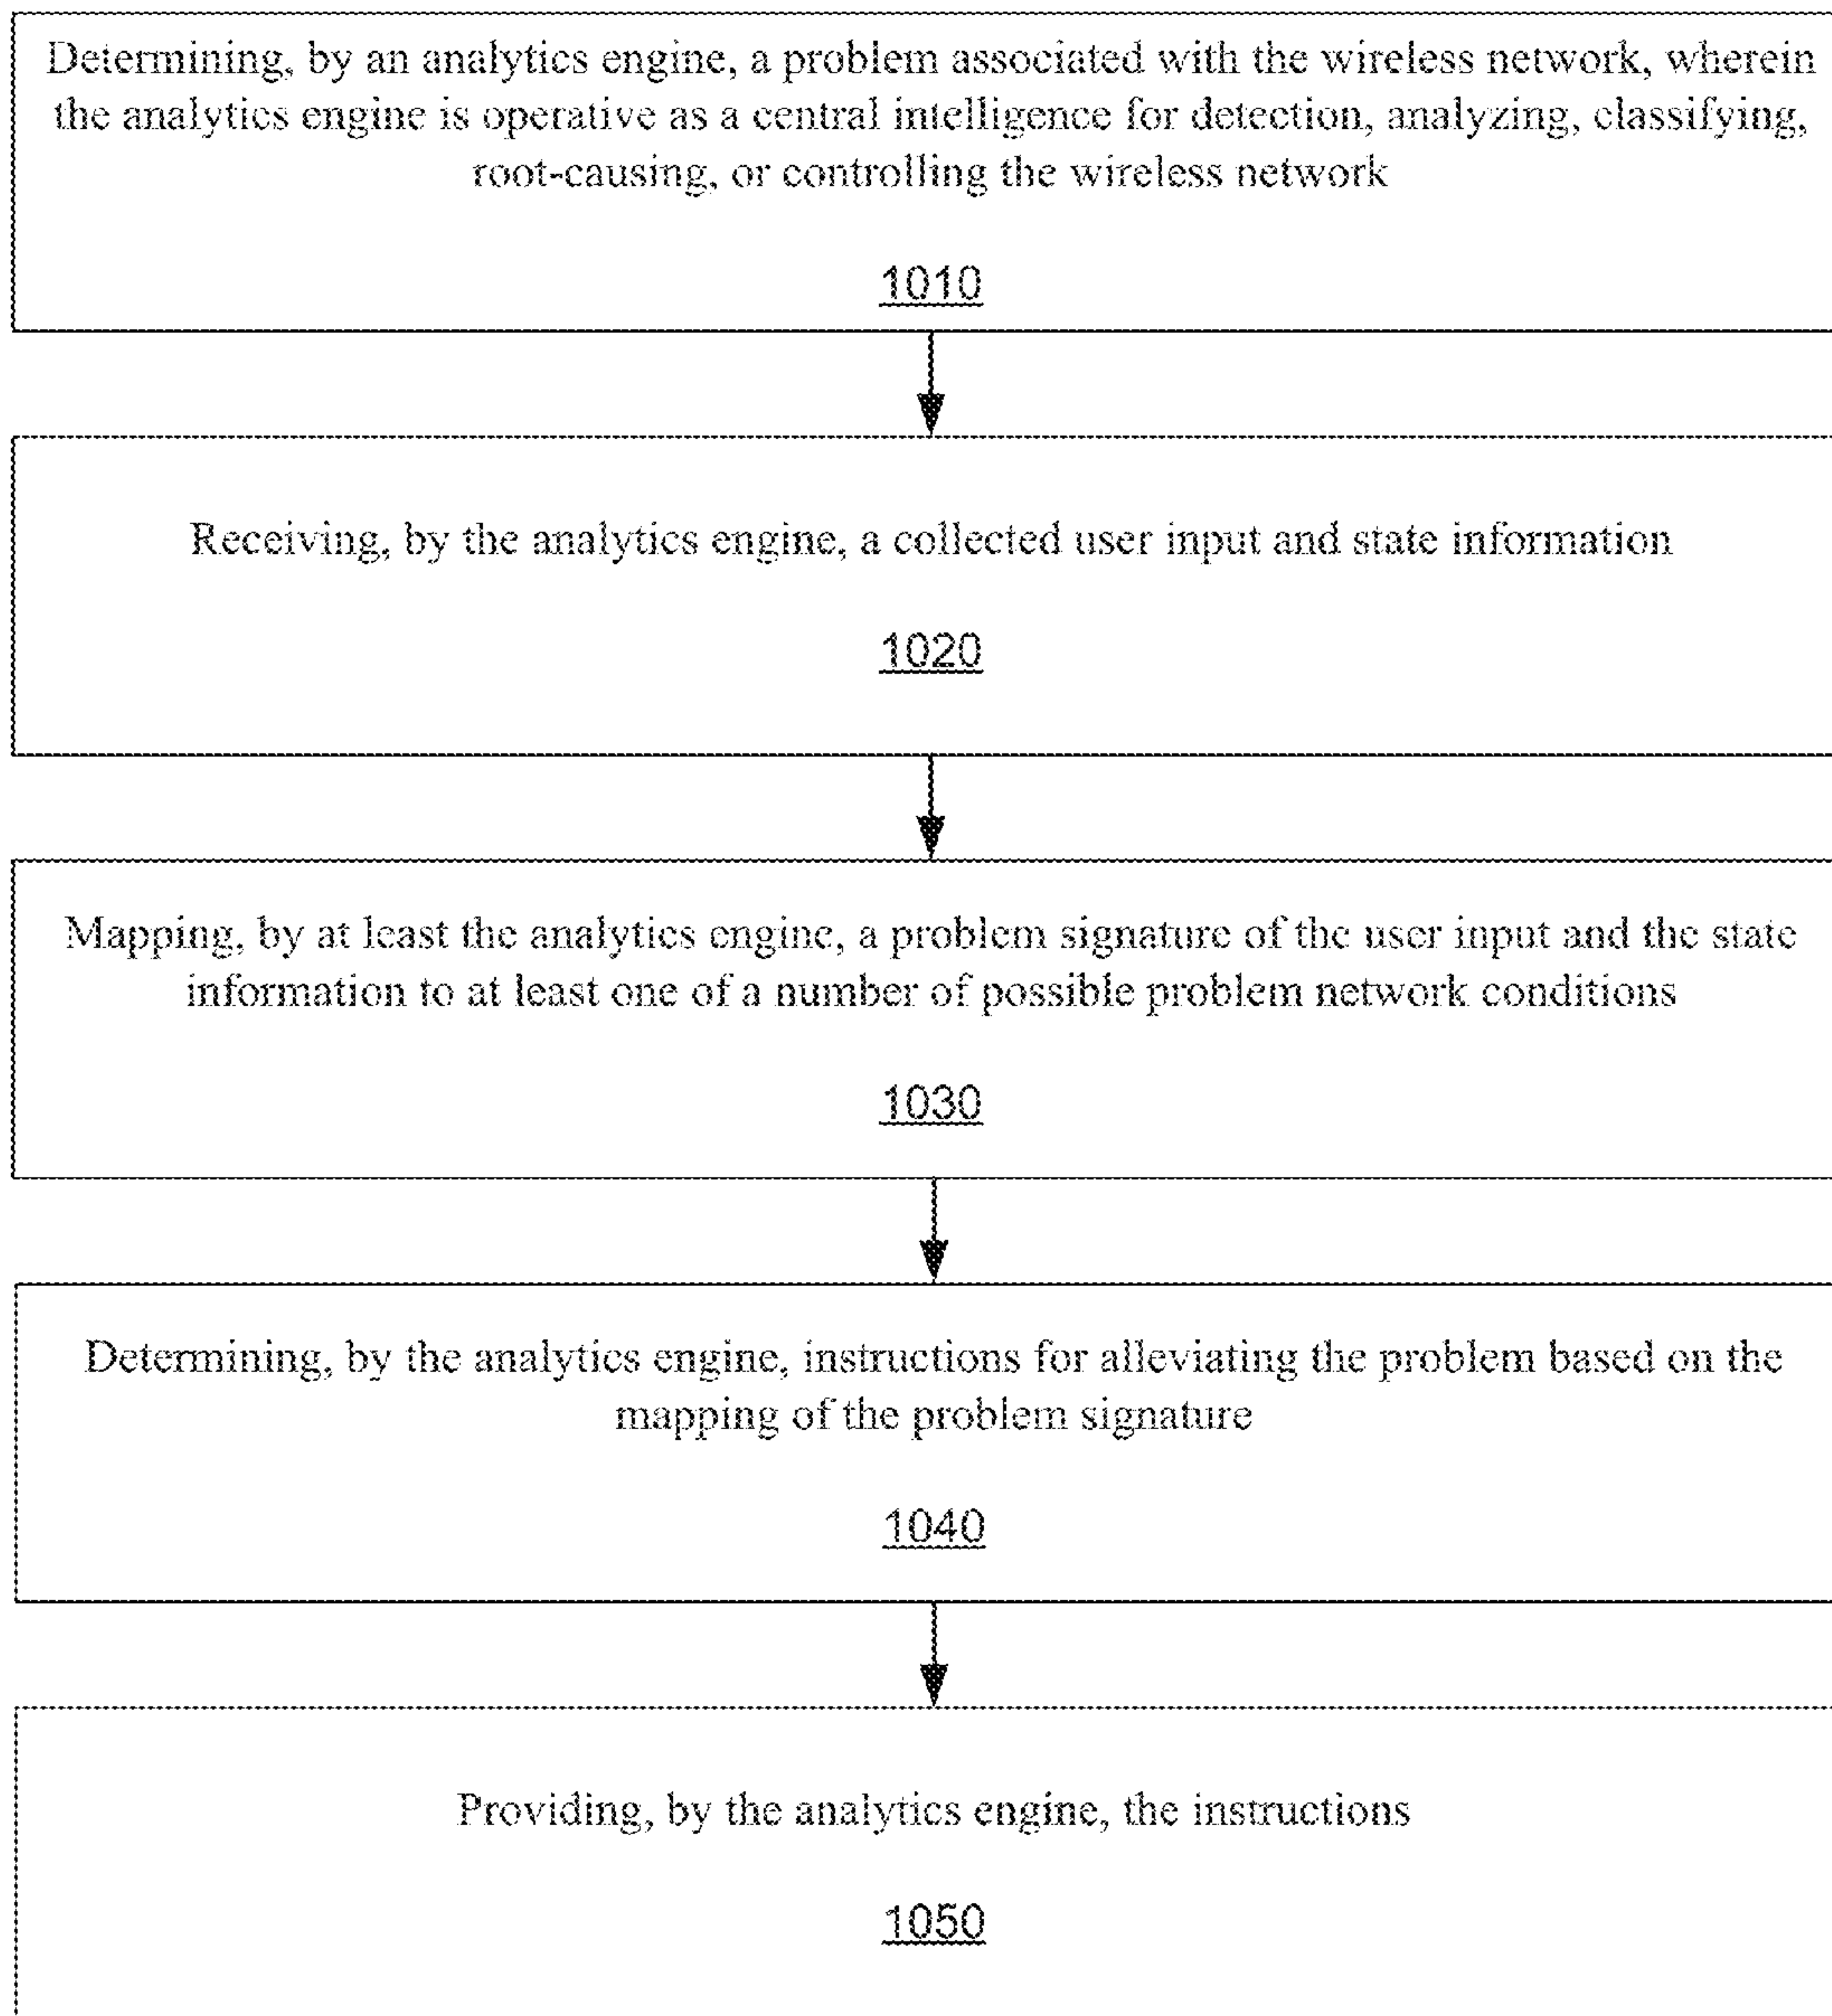 Determining, by an analytics engine, a problem associated with the wireless network, wherein
the analytics engine is operative as a central intelligence for detection, analyzing, classifying,
root-causing, or controlling the wireless network
1010
Receiving, by the analytics engine, a collected user input and state information
1020
Mapping, by at least the analytics engine, a problem signature of the user input and the state
information to at least one of a number of possible problem network conditions
1030
Determining, by the analytics engine, instructions for alleviating the problem based on the
mapping of the problem signature
1040
Providing, by the analytics engine, the instructions
1050